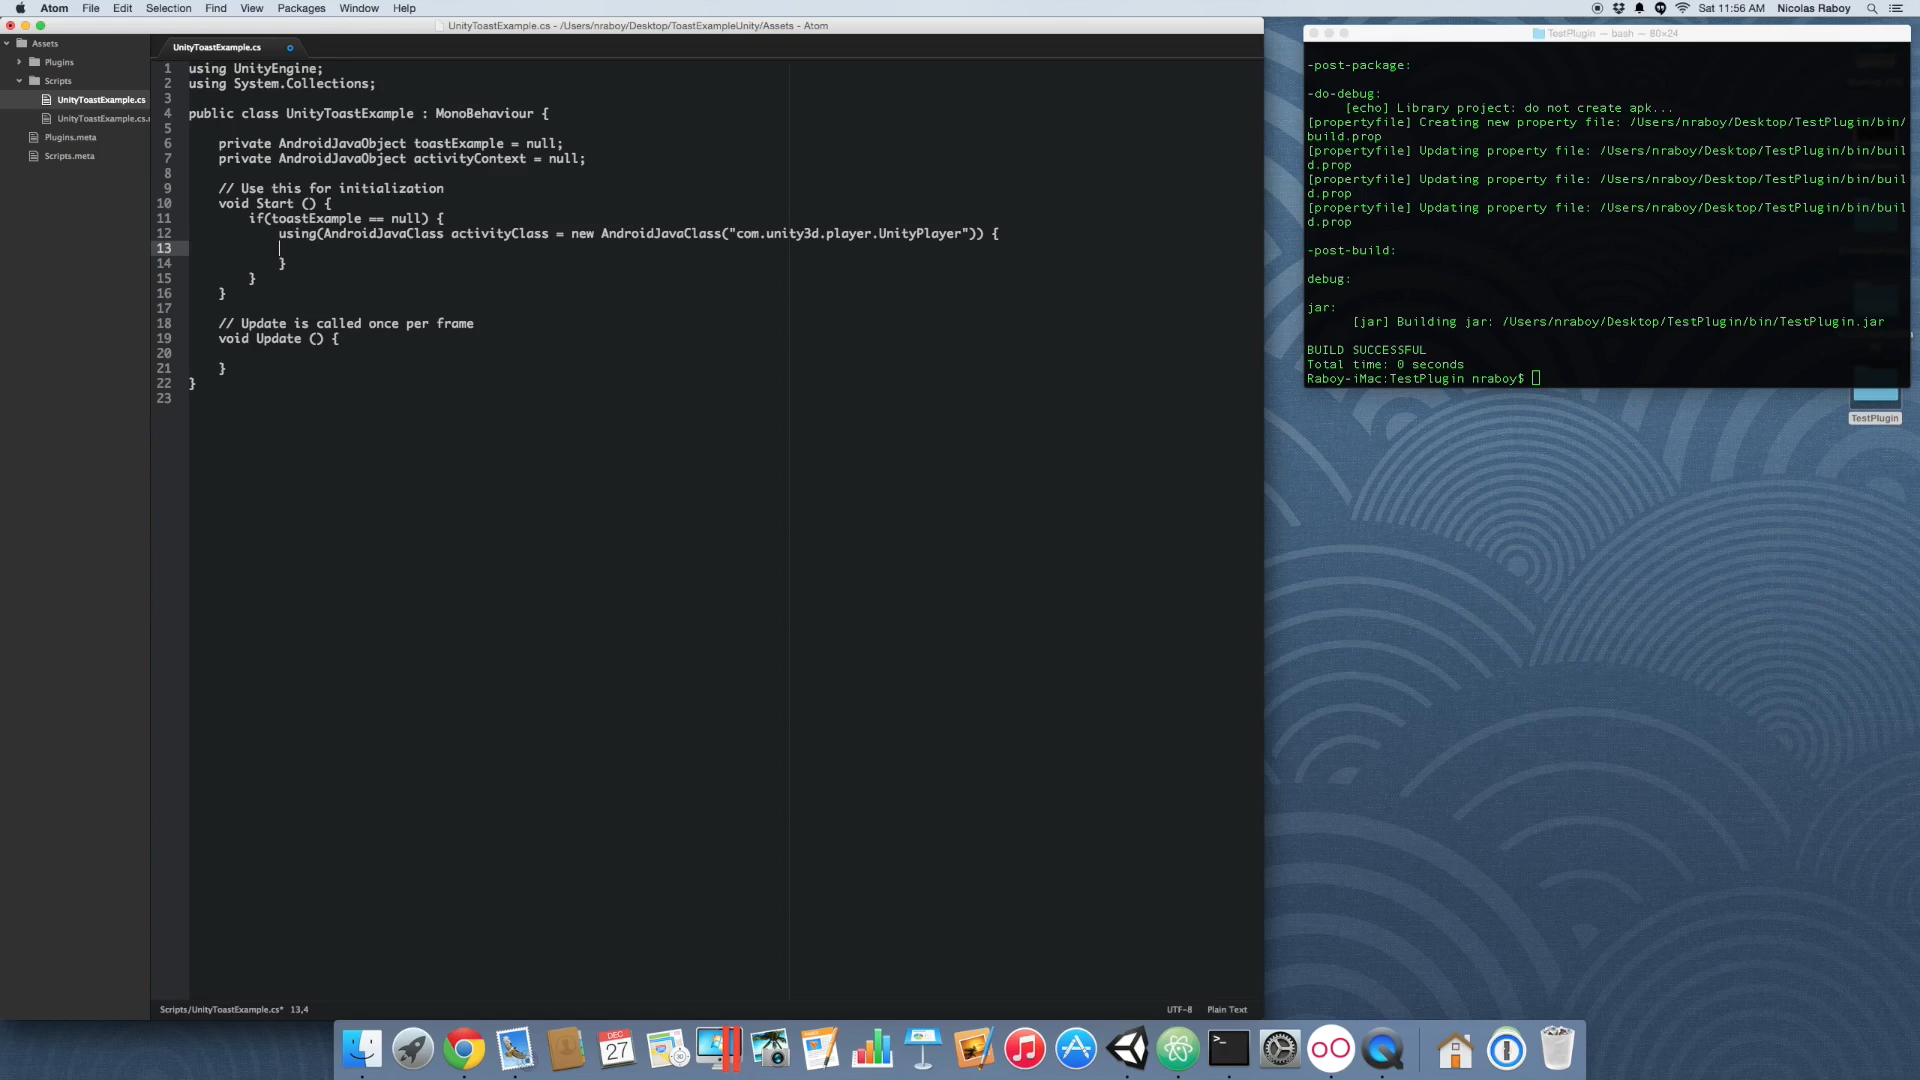 Atom File Edit Selection Find View Packages Window Help
Sat 11:56 AM Nicolas Raboy
UnityToastExample.cs - /Users/nraboy/Desktop/ToastExampleUnity/Assets - Atom
Assets
Plugins
Scripts
UnityToastExample.cs
UnityToastExample.cs.
Plugins.meta
Scripts.meta
UnityToastExample.cs
1 using UnityEngine;
2 using System.Collections;
3
4 public class UnityToastExample : MonoBehaviour {
5
6 private AndroidJavaObject toastExample = null;
7 private AndroidJavaObject activityContext = null;
8
9 // Use this for initialization
10 void Start () {
11 if(toastExample == null) {
12 using(AndroidJavaClass activityClass = new AndroidJavaClass("com.unity3d.player.UnityPlayer")) {
13
14 }
15 }
16 }
17
18 // Update is called once per frame
19 void Update () {
20
21 }
22 }
23
Scripts/UnityToastExample.cs* 13,4
UTF-8 Plain Text
TestPlugin — bash — 80×24
-post-package:
-do-debug:
[echo] Library project: do not create apk...
[propertyfile] Creating new property file: /Users/nraboy/Desktop/TestPlugin/bin/
build.prop
[propertyfile] Updating property file: /Users/nraboy/Desktop/TestPlugin/bin/buil
d.prop
[propertyfile] Updating property file: /Users/nraboy/Desktop/TestPlugin/bin/buil
d.prop
[propertyfile] Updating property file: /Users/nraboy/Desktop/TestPlugin/bin/buil
d.prop
-post-build:
debug:
jar:
[jar] Building jar: /Users/nraboy/Desktop/TestPlugin/bin/TestPlugin.jar
BUILD SUCCESSFUL
Total time: 0 seconds
Raboy-iMac:TestPlugin nraboy$
TestPlugin
DEC
27